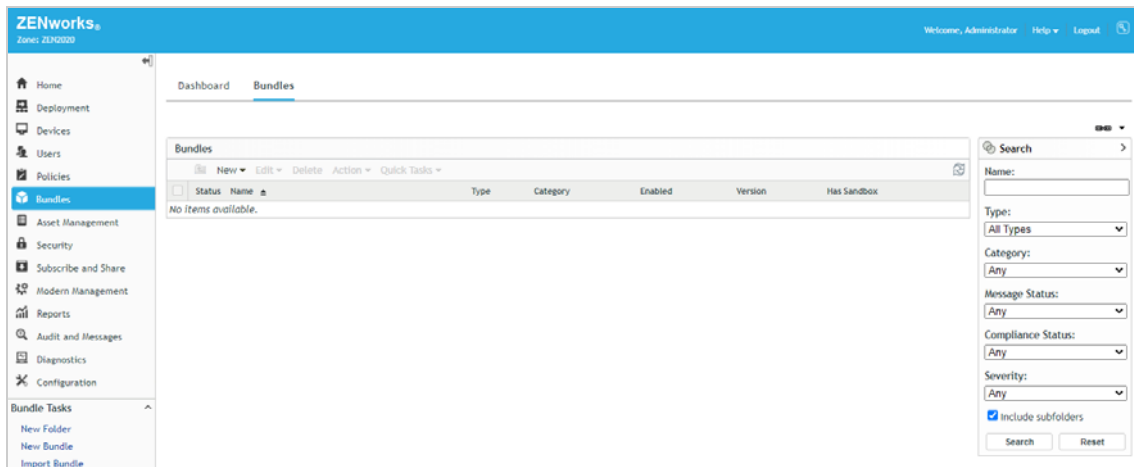 ZENworks®
Zone: ZEN2020
Welcome, Administrator Help Logout
Home
Deployment
Devices
Users
Policies
Bundles
Asset Management
Security
Subscribe and Share
Modern Management
Reports
Audit and Messages
Diagnostics
Configuration
Bundle Tasks
New Folder
New Bundle
Import Bundle
Dashboard Bundles
Bundles
New Edit Delete Action Quick Tasks
Status Name Type Category Enabled Version Has Sandbox
No items available.
Search
Name:
Type:
All Types
Category:
Any
Message Status:
Any
Compliance Status:
Any
Severity:
Any
Include subfolders
Search Reset